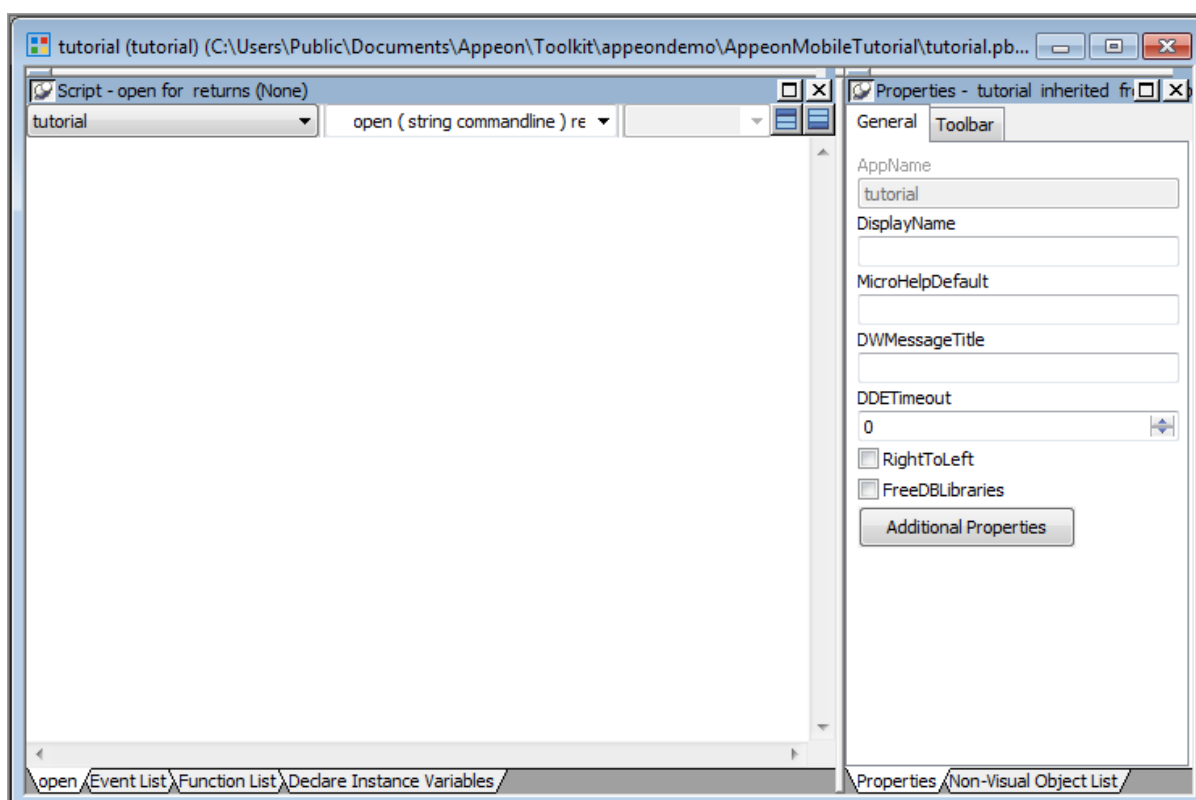 tutorial (tutorial) (C:\Users\Public\Documents\Appeon\Toolkit\appeondemo\AppeonMobileTutorial\tutorial.pb...
Script - open for returns (None)
tutorial
open ( string commandline ) re
open
Event List
Function List
Declare Instance Variables
Properties - tutorial inherited
General
Toolbar
AppName
tutorial
DisplayName
MicroHelpDefault
DWMessageTitle
DDETimeout
0
RightToLeft
FreeDBLibraries
Additional Properties
Properties
Non-Visual Object List